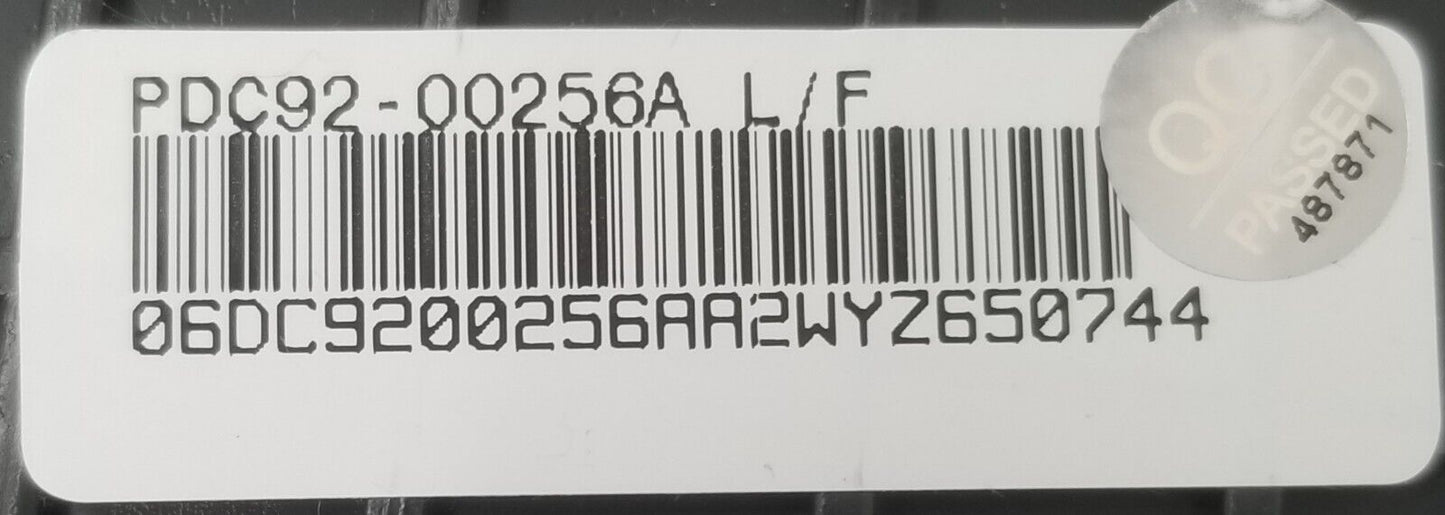 PDC92-00256A L/F
06DC9200256AA2WYZ650744
QC
PASSED
487871